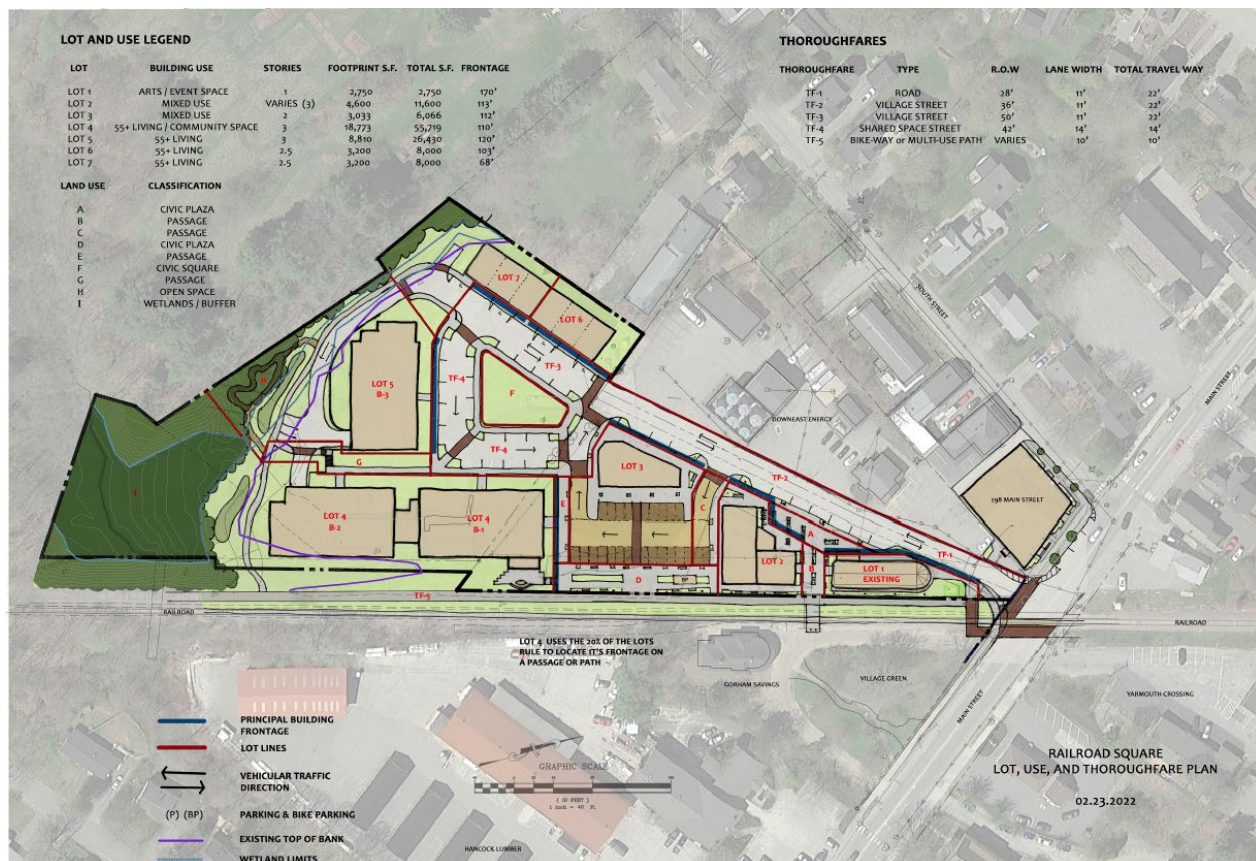 LOT AND USE LEGEND
LOT BUILDING USE STORIES FOOTPRINT S.F. TOTAL S.F. FRONTAGE
LOT 1 ARTS / EVENT SPACE 1 2,750 2,750 170'
LOT 2 MIXED USE VARIES (3) 4,600 11,600 113'
LOT 3 MIXED USE 2 3,033 6,066 112'
LOT 4 55+ LIVING / COMMUNITY SPACE 3 18,773 55,719 110'
LOT 5 55+ LIVING 3 8,810 26,430 120'
LOT 6 55+ LIVING 2.5 3,200 8,000 103'
LOT 7 55+ LIVING 2.5 3,200 8,000 68'
LAND USE CLASSIFICATION
A CIVIC PLAZA
B PASSAGE
C PASSAGE
D CIVIC PLAZA
E PASSAGE
F CIVIC SQUARE
G PASSAGE
H OPEN SPACE
I WETLANDS / BUFFER
THOROUGHFARES
THOROUGHFARE TYPE R.O.W LANE WIDTH TOTAL TRAVEL WAY
TF-1 ROAD 28' 11' 22'
TF-2 VILLAGE STREET 36' 11' 22'
TF-3 VILLAGE STREET 50' 11' 22'
TF-4 SHARED SPACE STREET 42' 14' 14'
TF-5 BIKE-WAY or MULTI-USE PATH VARIES 10' 10'
LOT 7
LOT 6
SOUTH STREET
MAIN STREET
TF-3
TF-4
LOT 5
B-3
F
H
DOWNEAST ENERGY
TF-4
G
LOT 3
TF-2
I
LOT 4
B-2
LOT 4
B-1
E
C
298 MAIN STREET
A
TF-1
LOT 2
B
LOT 1
EXISTING
D
BP
TF-5
RAILROAD
RAILROAD
LOT 4 USES THE 20% OF THE LOTS
RULE TO LOCATE IT'S FRONTAGE ON
A PASSAGE OR PATH
GORHAM SAVINGS
VILLAGE GREEN
MAIN STREET
YARMOUTH CROSSING
PRINCIPAL BUILDING
FRONTAGE
LOT LINES
VEHICULAR TRAFFIC
DIRECTION
(P) (BP) PARKING & BIKE PARKING
EXISTING TOP OF BANK
WETLAND LIMITS
GRAPHIC SCALE
( IN FEET )
1 inch = 40 ft.
HANCOCK LUMBER
RAILROAD SQUARE
LOT, USE, AND THOROUGHFARE PLAN
02.23.2022